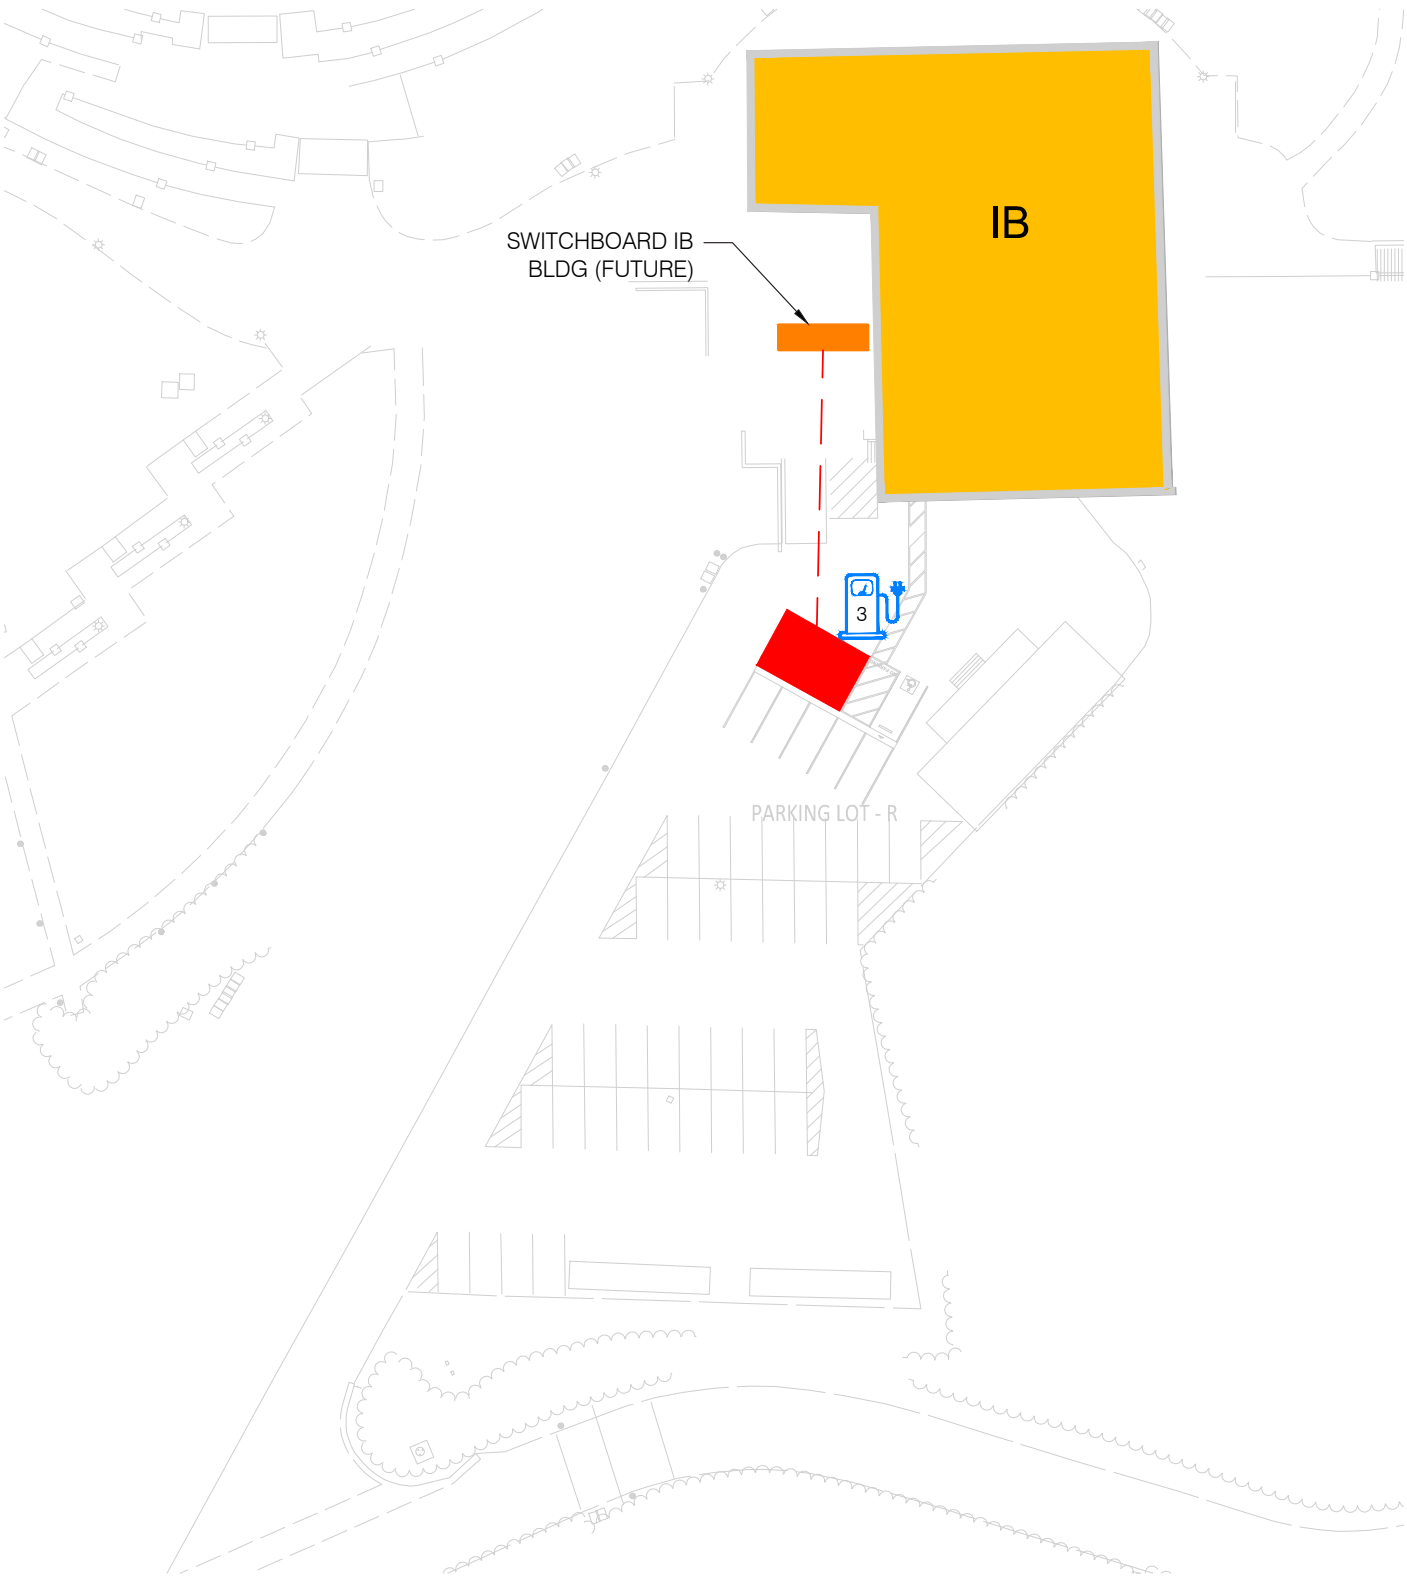 IB
SWITCHBOARD IB
BLDG (FUTURE)
3
PARKING LOT - R